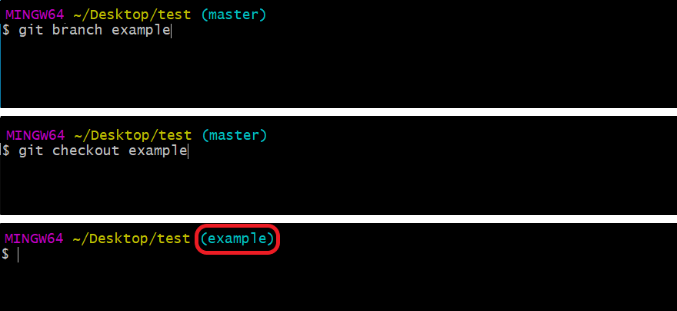 MINGW64 ~/Desktop/test (master)
$ git branch example
MINGW64 ~/Desktop/test (master)
$ git checkout example
MINGW64 ~/Desktop/test (example)
$